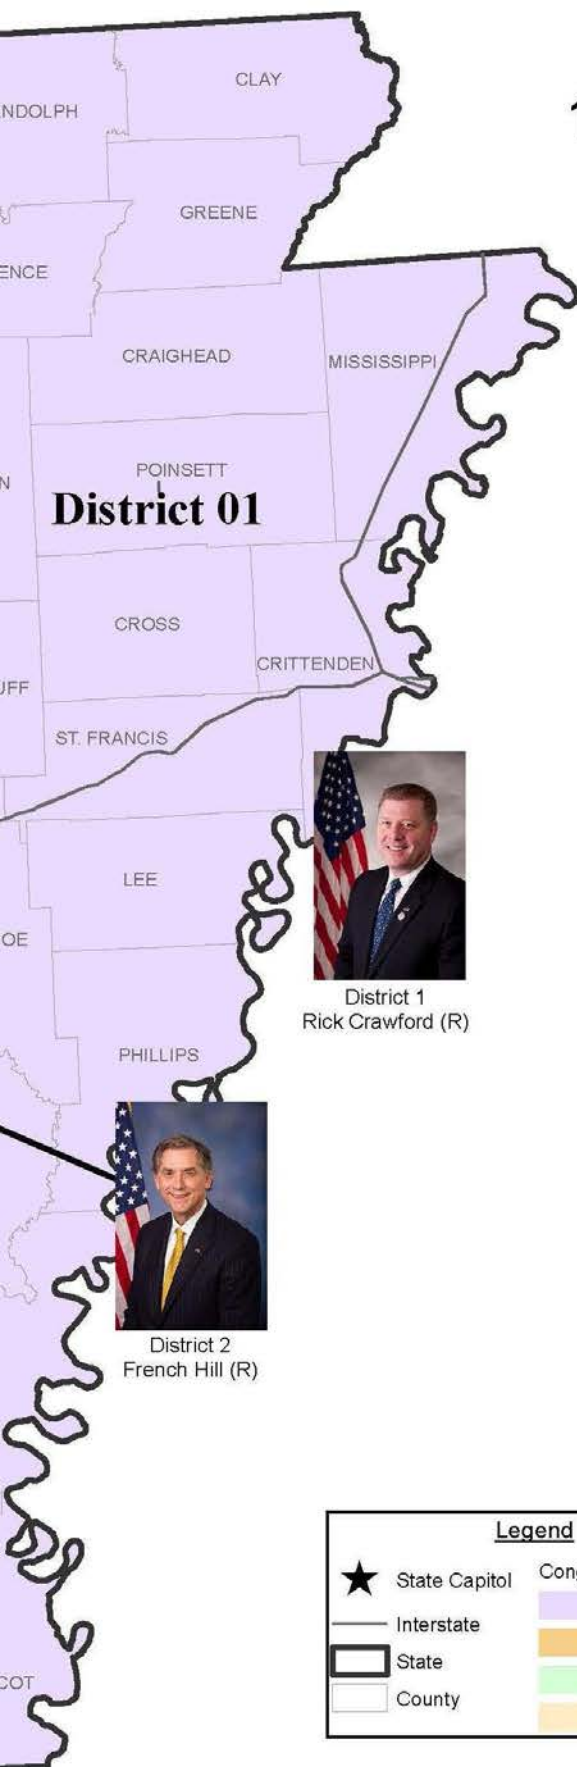 CLAY
NDOLPH
GREENE
ENCE
CRAIGHEAD
MISSISSIPPI
POINSETT
N
District 01
CROSS
CRITTENDEN
UFF
ST. FRANCIS
LEE
OE
District 1
Rick Crawford (R)
PHILLIPS
District 2
French Hill (R)
Legend
State Capitol
Cong
Interstate
State
County
COT